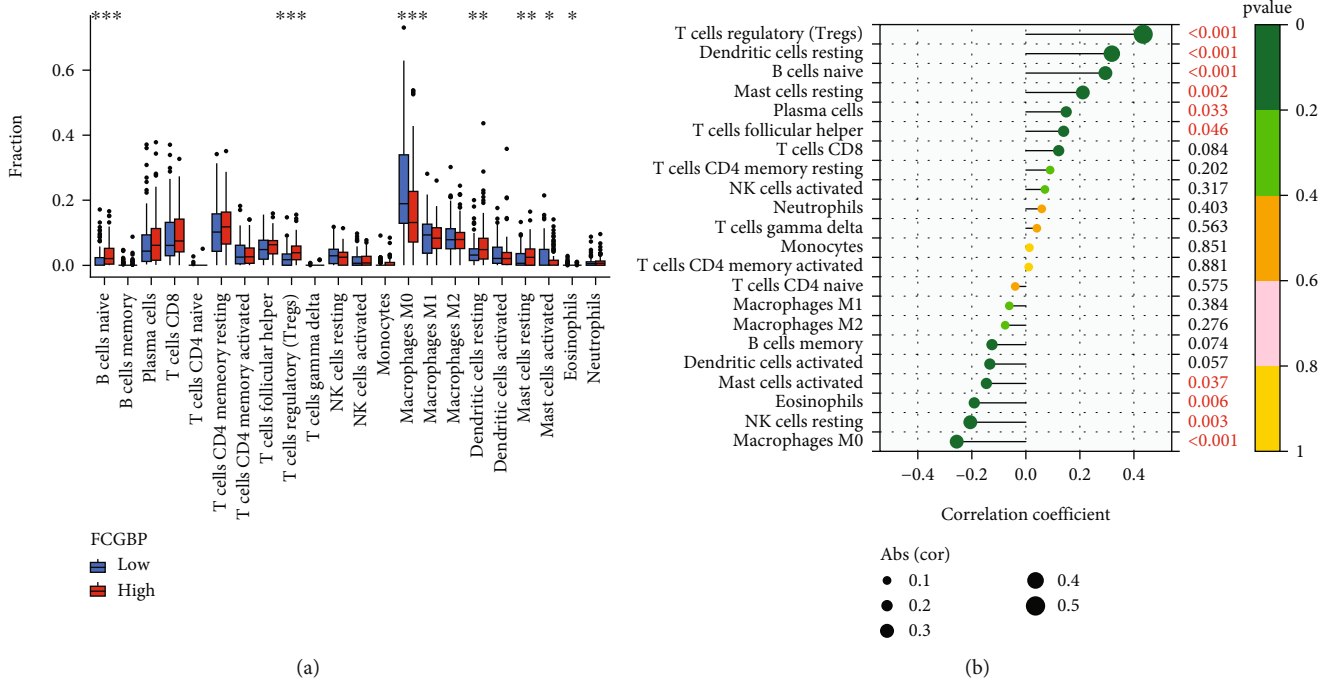 *** *** *** ** ** * *
Fraction
0.6
0.4
0.2
0.0
B cells naive
B cells memory
Plasma cells
T cells CD8
T cells CD4 naive
T cells CD4 memeory resting
T cells CD4 memory activated
T cells follicular helper
T cells regulatory (Tregs)
T cells gamma delta
NK cells resting
NK cells activated
Monocytes
Macrophages M0
Macrophages M1
Macrophages M2
Dendritic cells resting
Dendritic cells activated
Mast cells resting
Mast cells activated
Eosinophils
Neutrophils
FCGBP
Low
High
(a)
pvalue
T cells regulatory (Tregs) <0.001
Dendritic cells resting <0.001
B cells naive <0.001
Mast cells resting 0.002
Plasma cells 0.033
T cells follicular helper 0.046
T cells CD8 0.084
T cells CD4 memory resting 0.202
NK cells activated 0.317
Neutrophils 0.403
T cells gamma delta 0.563
Monocytes 0.851
T cells CD4 memory activated 0.881
T cells CD4 naive 0.575
Macrophages M1 0.384
Macrophages M2 0.276
B cells memory 0.074
Dendritic cells activated 0.057
Mast cells activated 0.037
Eosinophils 0.006
NK cells resting 0.003
Macrophages M0 <0.001
0
0.2
0.4
0.6
0.8
1
−0.4 −0.2 0.0 0.2 0.4
Correlation coefficient
Abs (cor)
0.1 0.4
0.2 0.5
0.3
(b)